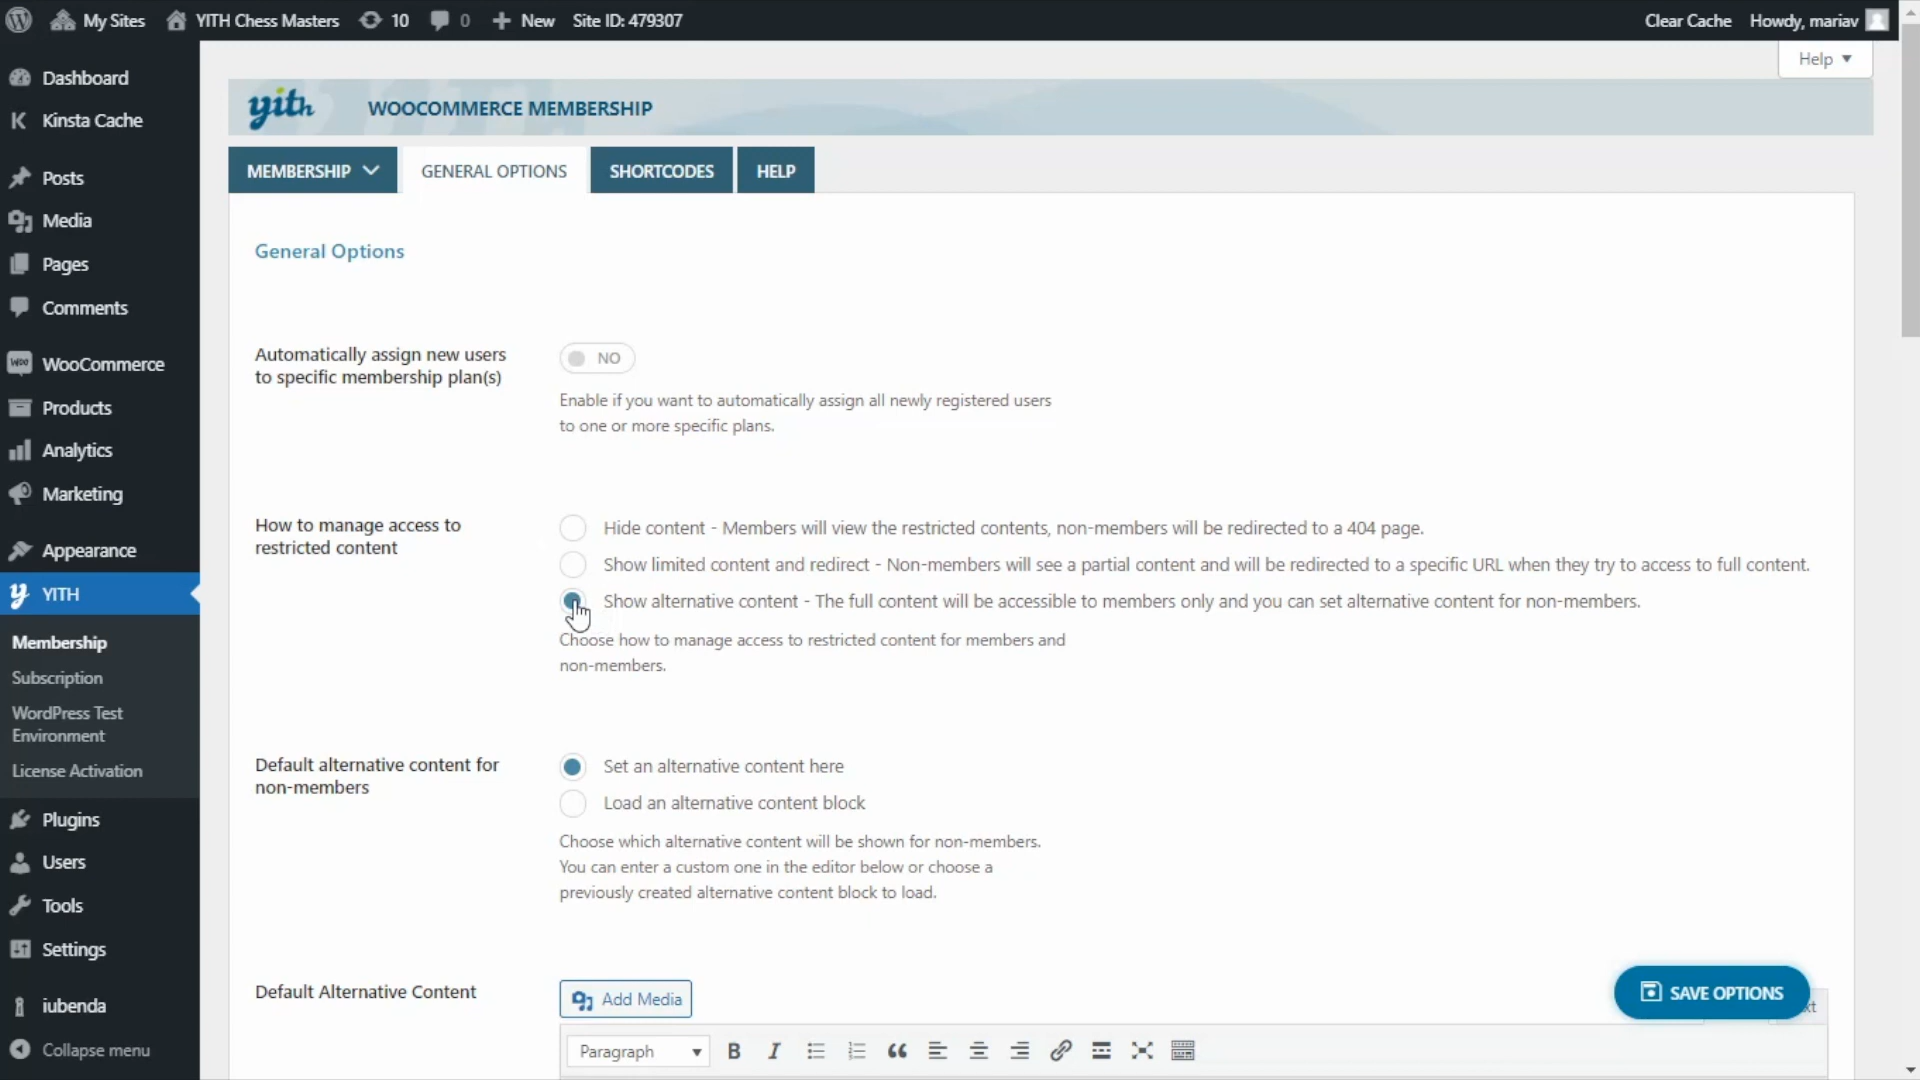 My Sites
YITH Chess Masters
10
0
New
Site ID: 479307
Clear Cache
Howdy, mariav
Dashboard
Kinsta Cache
Posts
Media
Pages
Comments
WooCommerce
Products
Analytics
Marketing
Appearance
YITH
Membership
Subscription
WordPress Test
Environment
License Activation
Plugins
Users
Tools
Settings
iubenda
Collapse menu
Help
yith
WOOCOMMERCE MEMBERSHIP
MEMBERSHIP
GENERAL OPTIONS
SHORTCODES
HELP
General Options
Automatically assign new users
to specific membership plan(s)
NO
Enable if you want to automatically assign all newly registered users
to one or more specific plans.
How to manage access to
restricted content
Hide content - Members will view the restricted contents, non-members will be redirected to a 404 page.
Show limited content and redirect - Non-members will see a partial content and will be redirected to a specific URL when they try to access to full content.
Show alternative content - The full content will be accessible to members only and you can set alternative content for non-members.
Choose how to manage access to restricted content for members and
non-members.
Default alternative content for
non-members
Set an alternative content here
Load an alternative content block
Choose which alternative content will be shown for non-members.
You can enter a custom one in the editor below or choose a
previously created alternative content block to load.
Default Alternative Content
Add Media
SAVE OPTIONS
Paragraph
B
I